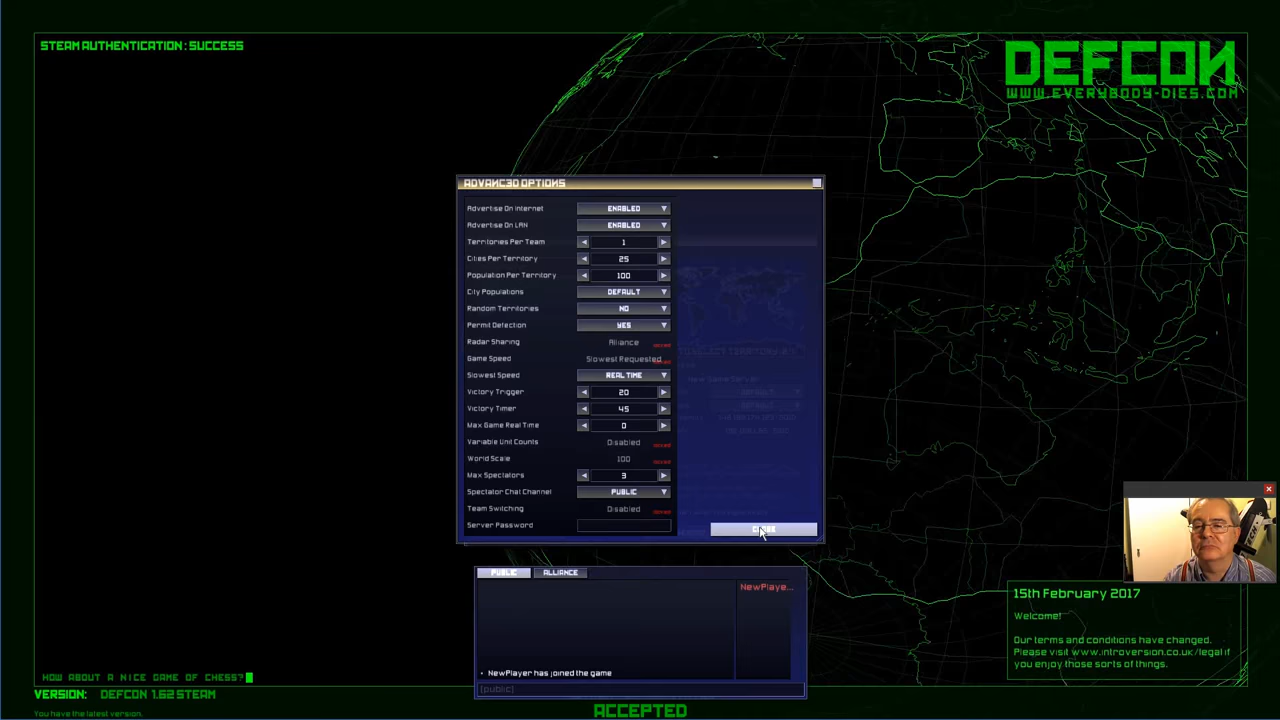 STEAM AUTHENTICATION : SUCCESS
DEFCON
WWW.EVERYBODY-DIES.COM
ADVANCED OPTIONS
Advertise On Internet ENABLED
Advertise On LAN ENABLED
Territories Per Team 1
Cities Per Territory 25
Population Per Territory 100
City Populations DEFAULT
Random Territories NO
Permit Defection YES
Radar Sharing Alliance
Game Speed Slowest Requested
Slowest Speed REAL TIME
Victory Trigger 20
Victory Timer 45
Max Game Real Time 0
Variable Unit Counts Disabled
World Scale 100
Max Spectators 3
Spectator Chat Channel PUBLIC
Team Switching Disabled
Server Password
CLOSE
PUBLIC ALLIANCE
NewPlaye...
• NewPlayer has joined the game
[public]
15th February 2017
Welcome!
Our terms and conditions have changed.
Please visit www.introversion.co.uk/legal if
you enjoy those sorts of things.
HOW ABOUT A NICE GAME OF CHESS?
VERSION: DEFCON 1.62 STEAM
You have the latest version.
ACCEPTED